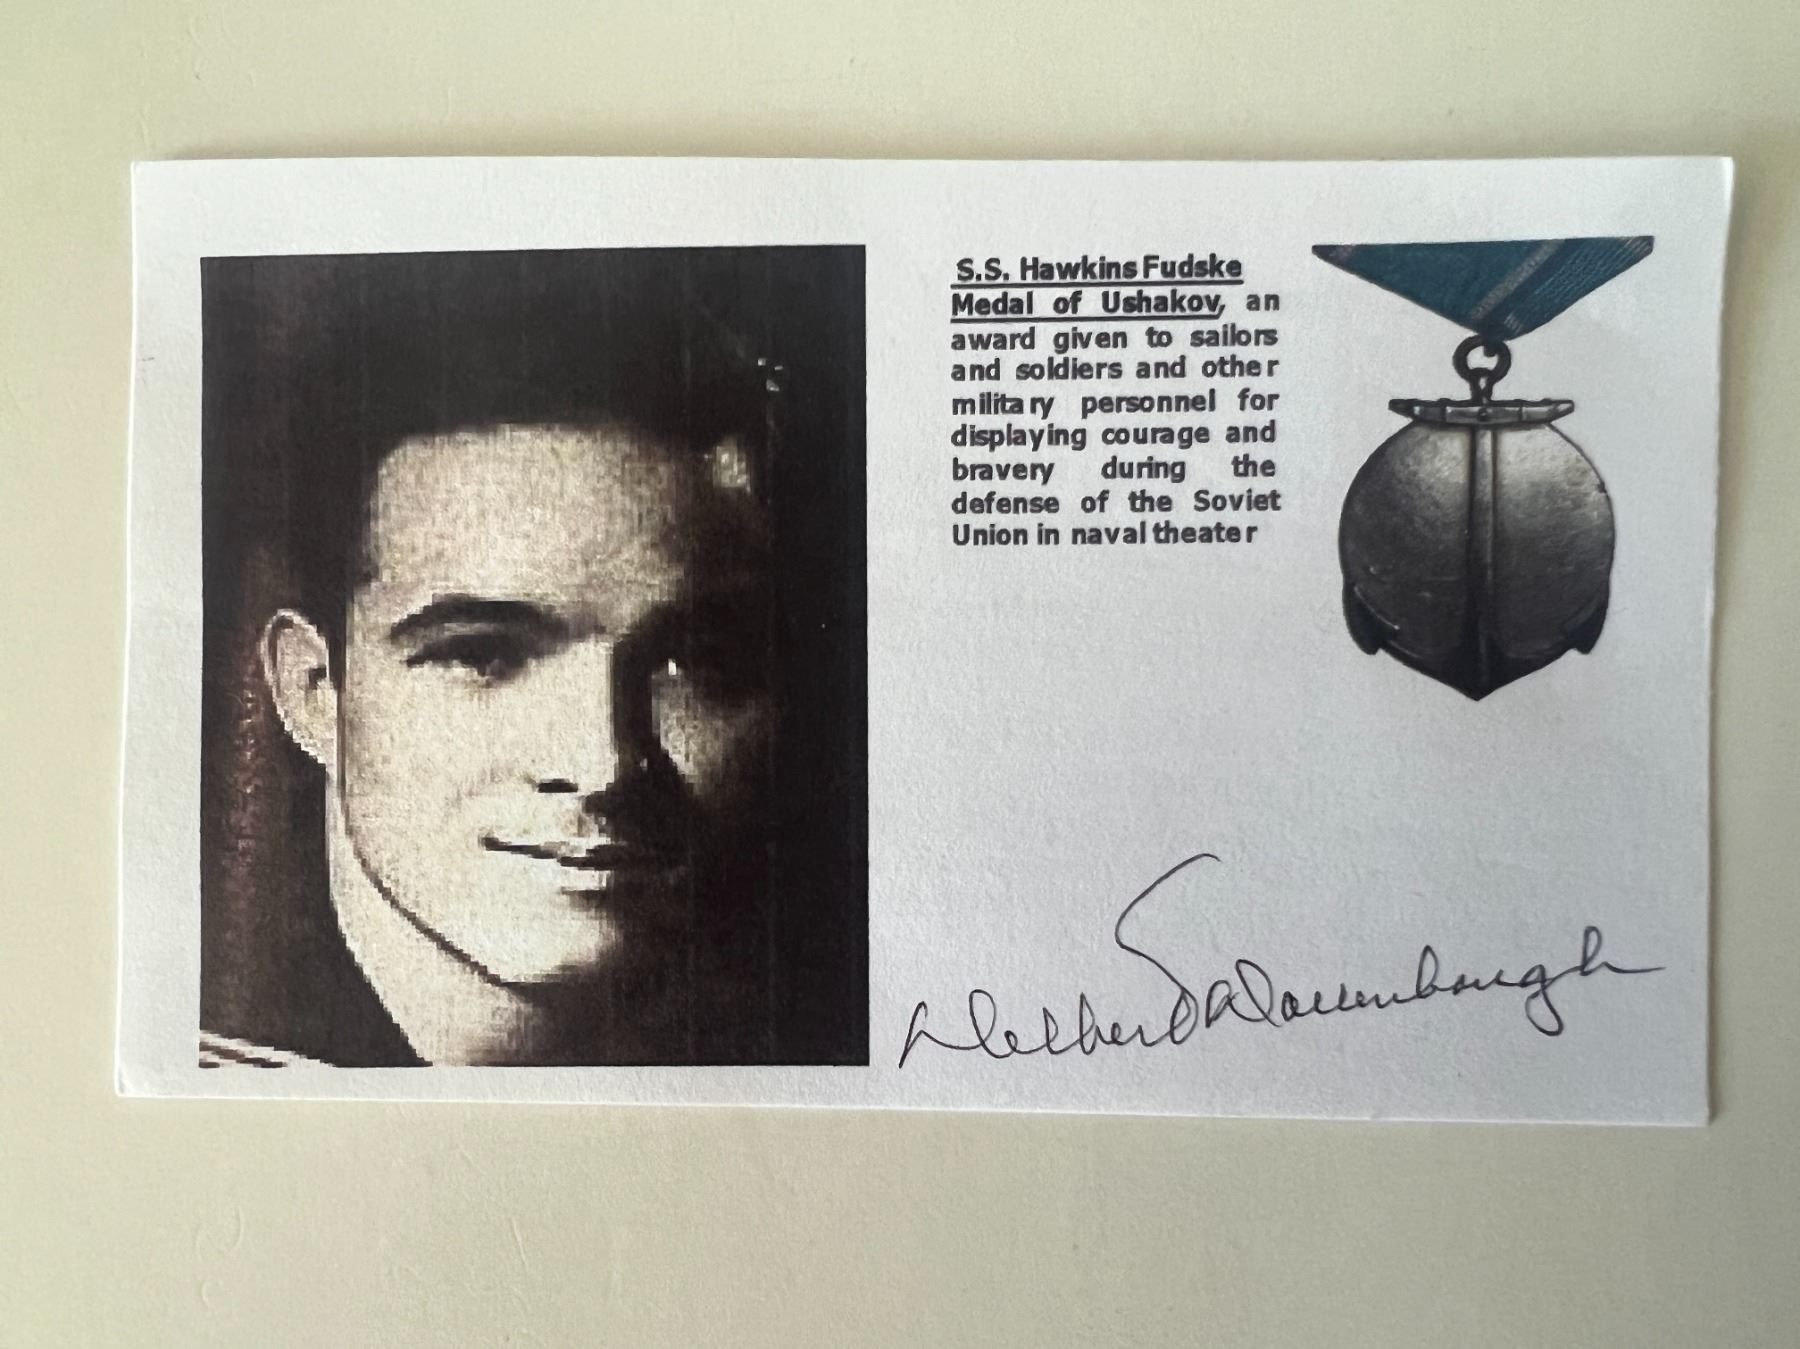 S.S. Hawkins Fudske
Medal of Ushakov, an
award given to sailors
and soldiers and other
military personnel for
displaying courage and
bravery during the
defense of the Soviet
Union in naval theater
Delbert